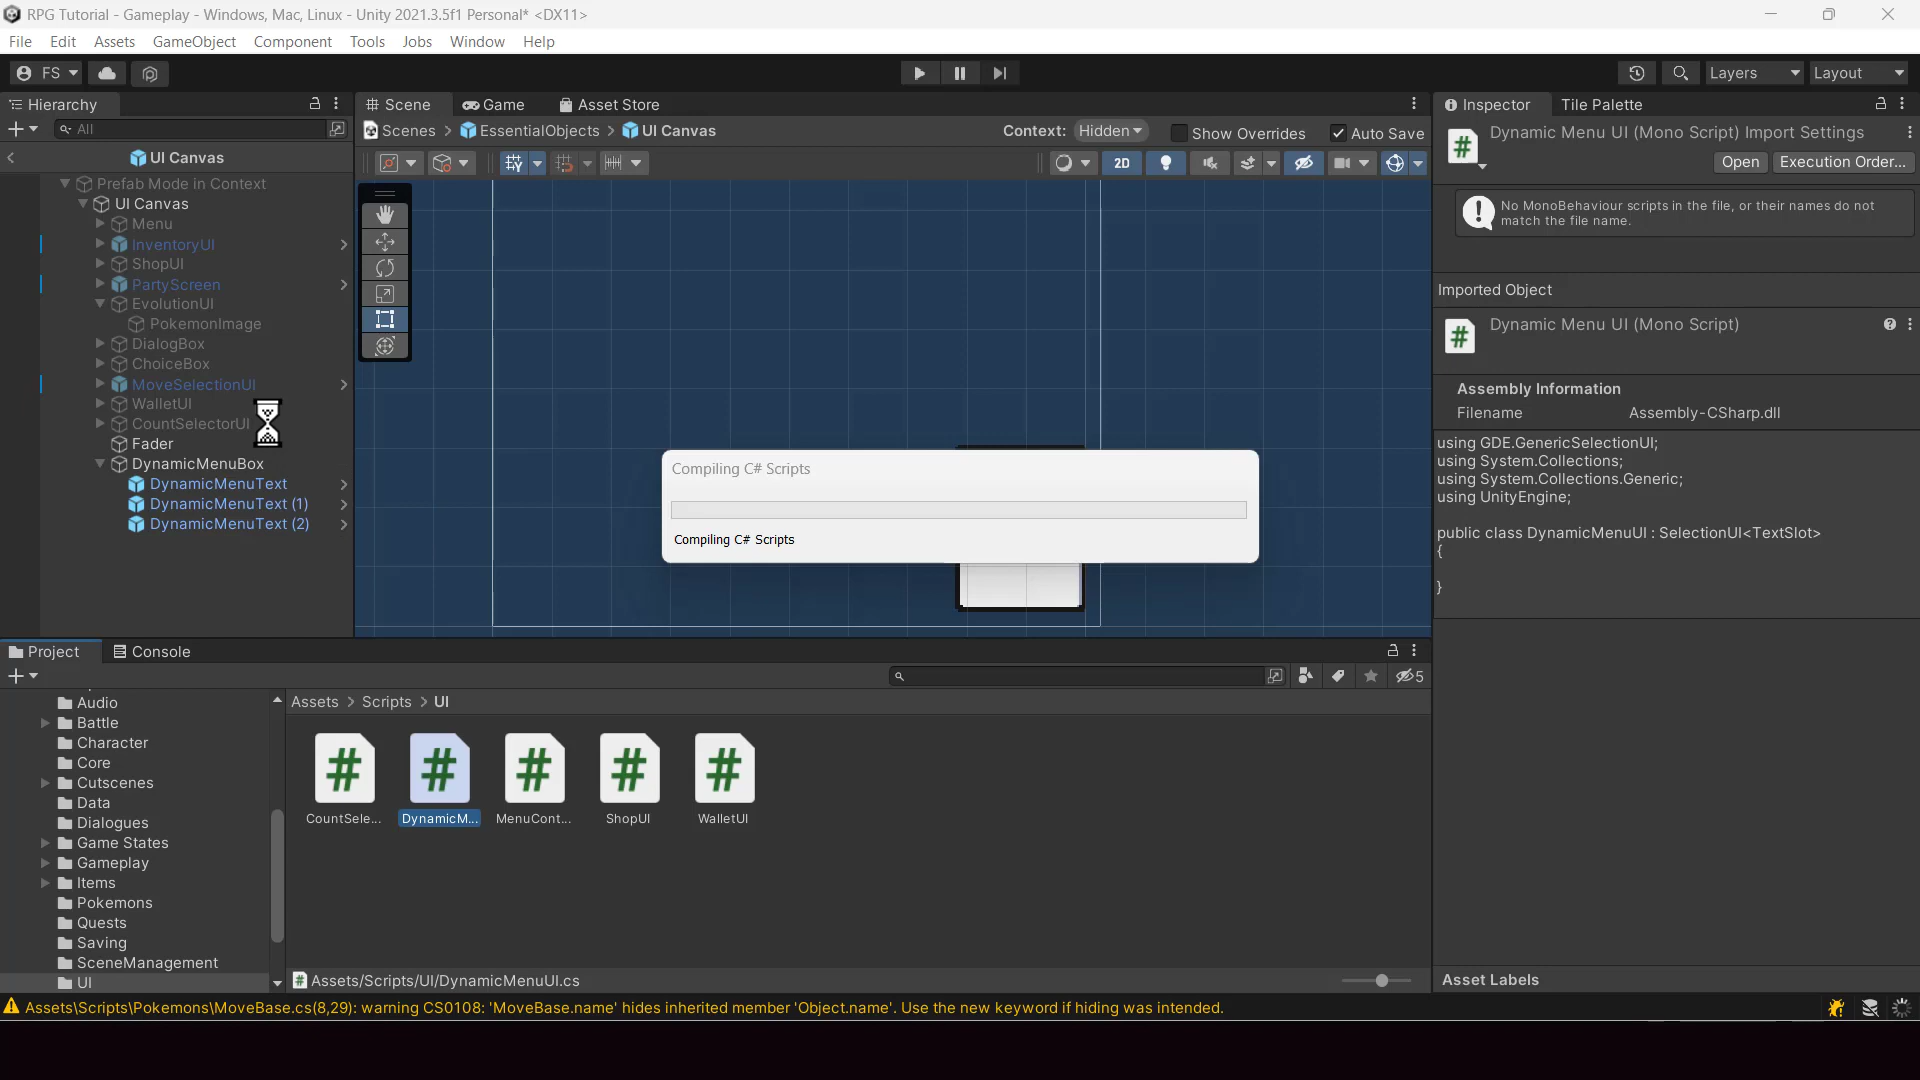 RPG Tutorial - Gameplay - Windows, Mac, Linux - Unity 2021.3.5f1 Personal* <DX11>
File Edit Assets GameObject Component Tools Jobs Window Help
FS
Layers
Layout
Hierarchy
All
UI Canvas
Prefab Mode in Context
UI Canvas
Menu
InventoryUI
ShopUI
PartyScreen
EvolutionUI
PokemonImage
DialogBox
ChoiceBox
MoveSelectionUI
WalletUI
CountSelectorUI
Fader
DynamicMenuBox
DynamicMenuText
DynamicMenuText (1)
DynamicMenuText (2)
Scene
Game
Asset Store
Scenes > EssentialObjects > UI Canvas
Context: Hidden
Show Overrides
Auto Save
2D
Compiling C# Scripts
Compiling C# Scripts
Inspector
Tile Palette
Dynamic Menu UI (Mono Script) Import Settings
Open
Execution Order...
No MonoBehaviour scripts in the file, or their names do not
match the file name.
Imported Object
Dynamic Menu UI (Mono Script)
Assembly Information
Filename Assembly-CSharp.dll
using GDE.GenericSelectionUI;
using System.Collections;
using System.Collections.Generic;
using UnityEngine;
public class DynamicMenuUI : SelectionUI<TextSlot>
{
}
Asset Labels
Project
Console
5
Audio
Battle
Character
Core
Cutscenes
Data
Dialogues
Game States
Gameplay
Items
Pokemons
Quests
Saving
SceneManagement
UI
Assets > Scripts > UI
CountSele...
DynamicM...
MenuCont...
ShopUI
WalletUI
Assets/Scripts/UI/DynamicMenuUI.cs
Assets\Scripts\Pokemons\MoveBase.cs(8,29): warning CS0108: 'MoveBase.name' hides inherited member 'Object.name'. Use the new keyword if hiding was intended.